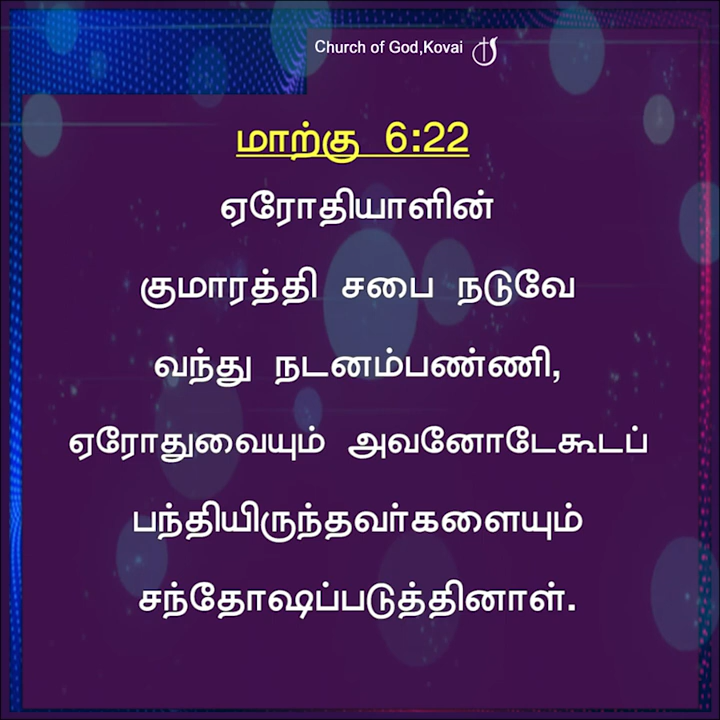 Church of God,Kovai
மாற்கு 6:22
ஏரோதியாளின்
குமாரத்தி சபை நடுவே
வந்து நடனம்பண்ணி,
ஏரோதுவையும் அவனோடேகூடப்
பந்தியிருந்தவர்களையும்
சந்தோஷப்படுத்தினாள்.